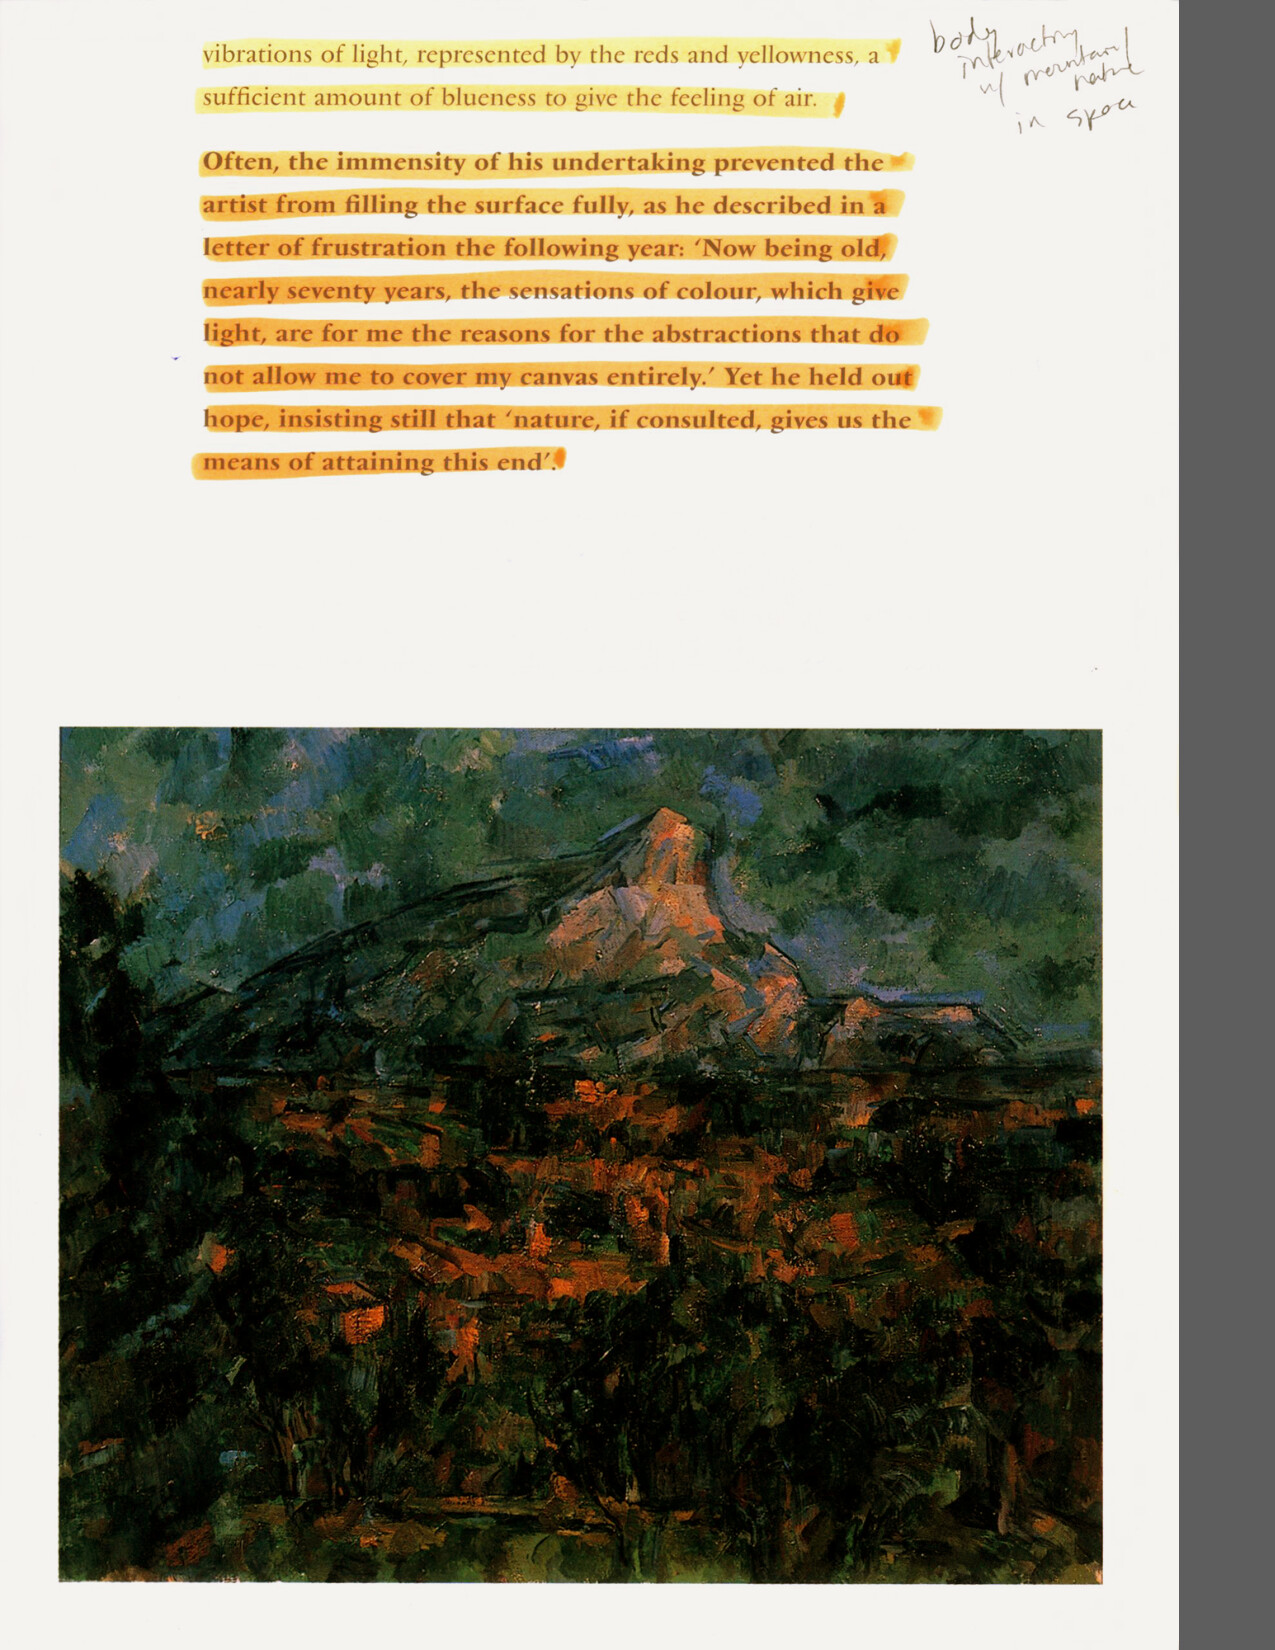 vibrations of light, represented by the reds and yellowness, a
sufficient amount of blueness to give the feeling of air.
Often, the immensity of his undertaking prevented the
artist from filling the surface fully, as he described in a
letter of frustration the following year: ‘Now being old,
nearly seventy years, the sensations of colour, which give
light, are for me the reasons for the abstractions that do
not allow me to cover my canvas entirely.’ Yet he held out
hope, insisting still that ‘nature, if consulted, gives us the
means of attaining this end’.
body
interacting
w/ mountain/
nature
in space